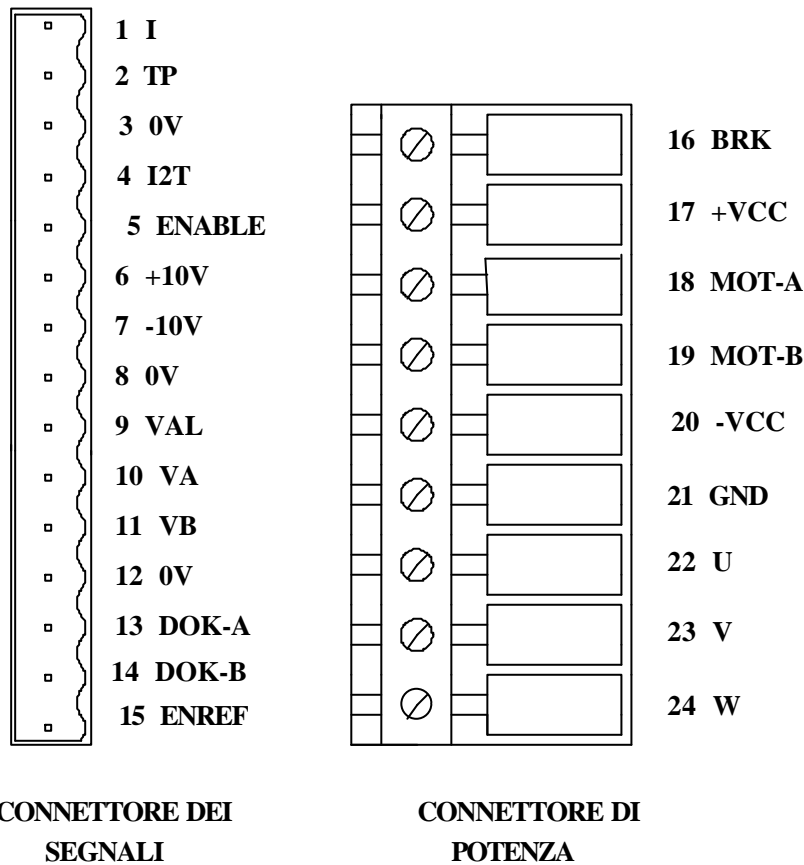 1 I
2 TP
3 0V
4 I2T
5 ENABLE
6 +10V
7 -10V
8 0V
9 VAL
10 VA
11 VB
12 0V
13 DOK-A
14 DOK-B
15 ENREF
CONNETTORE DEI
SEGNALI
16 BRK
17 +VCC
18 MOT-A
19 MOT-B
20 -VCC
21 GND
22 U
23 V
24 W
CONNETTORE DI
POTENZA